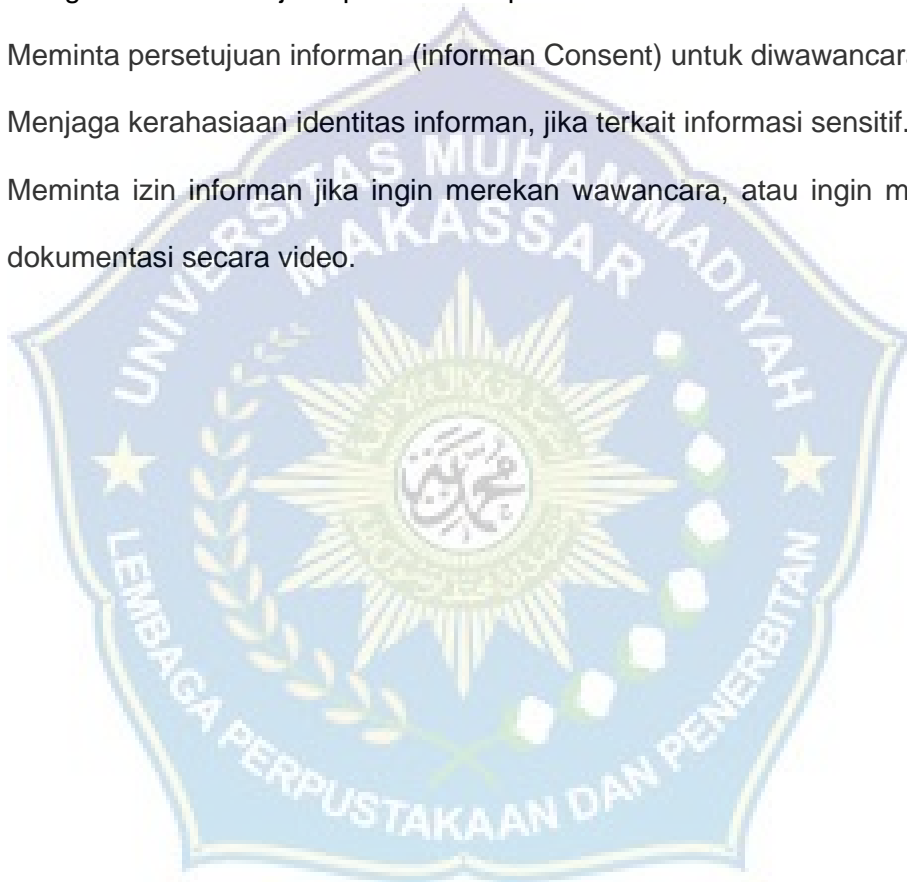 Meminta persetujuan informan (informan Consent) untuk diwawancara
Menjaga kerahasiaan identitas informan, jika terkait informasi sensitif.
Meminta izin informan jika ingin merekan wawancara, atau ingin m
dokumentasi secara video.
UNIVERSITAS MUHAMMADIYAH
MAKASSAR
LEMBAGA PERPUSTAKAAN DAN PENERBITAN